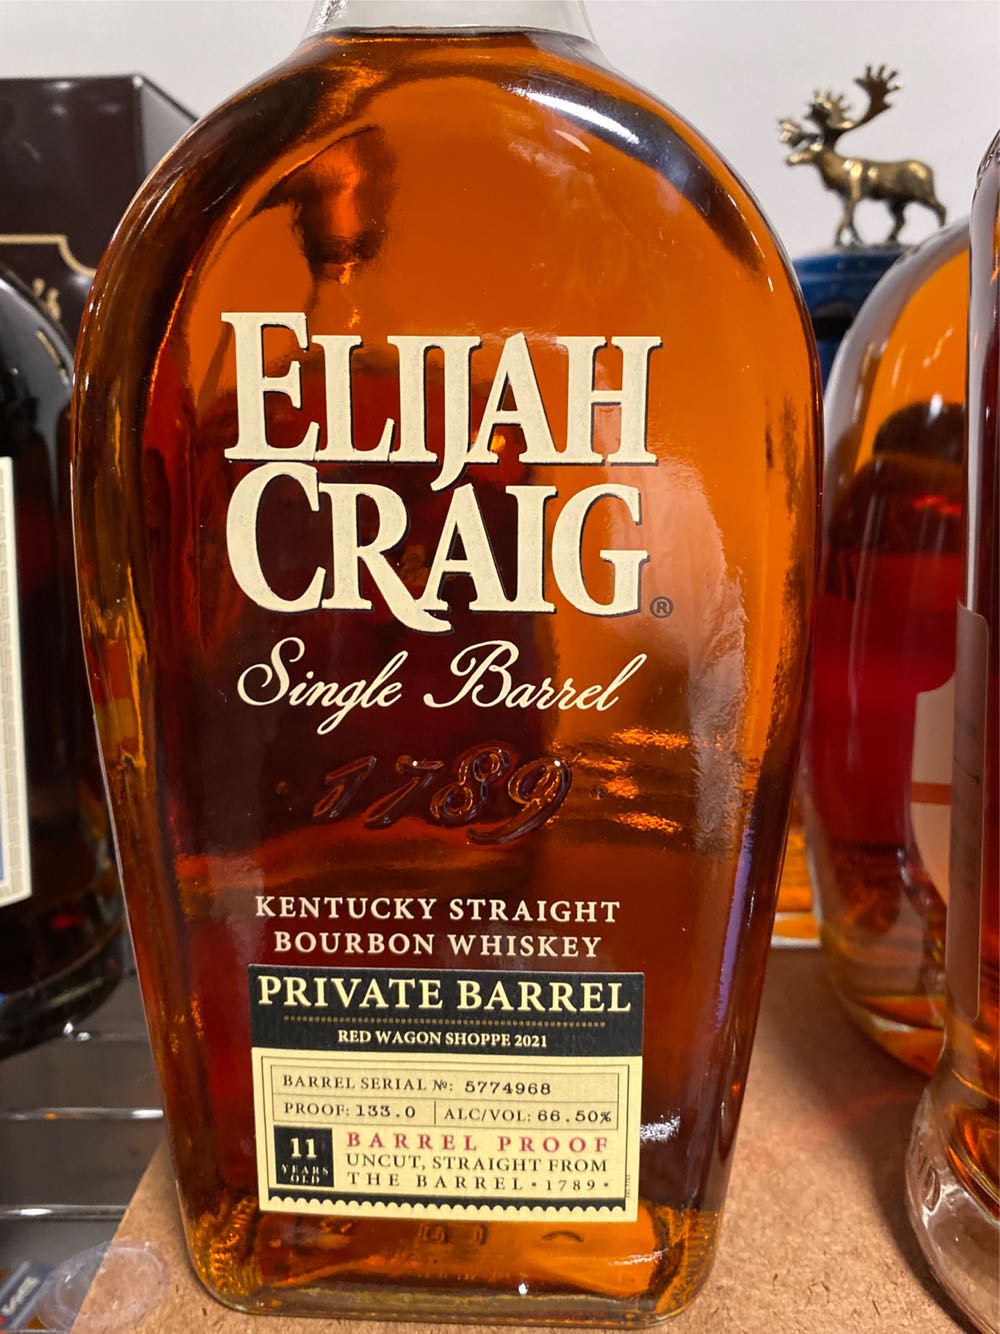 ELIJAH
CRAIG®
Single Barrel
1789
KENTUCKY STRAIGHT
BOURBON WHISKEY
PRIVATE BARREL
RED WAGON SHOPPE 2021
BARREL SERIAL №: 5774968
PROOF: 133.0 ALC/VOL: 66.50%
11
YEARS
OLD
BARREL PROOF
UNCUT, STRAIGHT FROM
THE BARREL • 1789 •